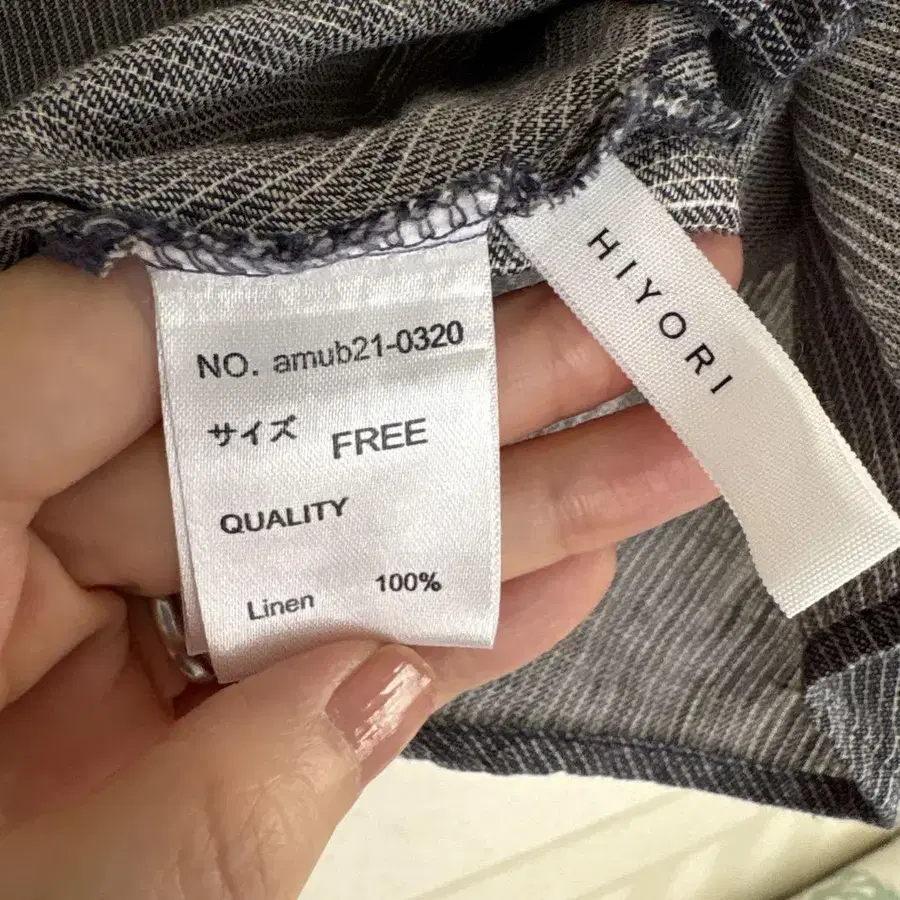 NO. amub21-0320
サイズ FREE
QUALITY
Linen 100%
HIYORI